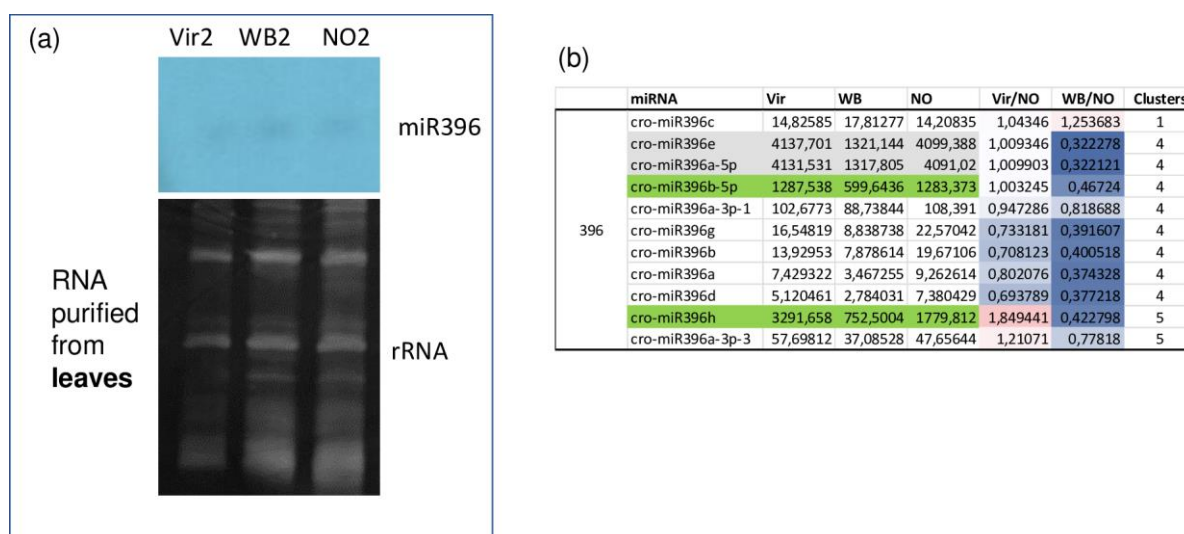 (a)
Vir2 WB2 NO2
miR396
RNA
purified
from
leaves
rRNA
(b)
miRNA Vir WB NO Vir/NO WB/NO Clusters
396
cro-miR396c 14,82585 17,81277 14,20835 1,04346 1,253683 1
cro-miR396e 4137,701 1321,144 4099,388 1,009346 0,322278 4
cro-miR396a-5p 4131,531 1317,805 4091,02 1,009903 0,322121 4
cro-miR396b-5p 1287,538 599,6436 1283,373 1,003245 0,46724 4
cro-miR396a-3p-1 102,6773 88,73844 108,391 0,947286 0,818688 4
cro-miR396g 16,54819 8,838738 22,57042 0,733181 0,391607 4
cro-miR396b 13,92953 7,878614 19,67106 0,708123 0,400518 4
cro-miR396a 7,429322 3,467255 9,262614 0,802076 0,374328 4
cro-miR396d 5,120461 2,784031 7,380429 0,693789 0,377218 4
cro-miR396h 3291,658 752,5004 1779,812 1,849441 0,422798 5
cro-miR396a-3p-3 57,69812 37,08528 47,65644 1,21071 0,77818 5